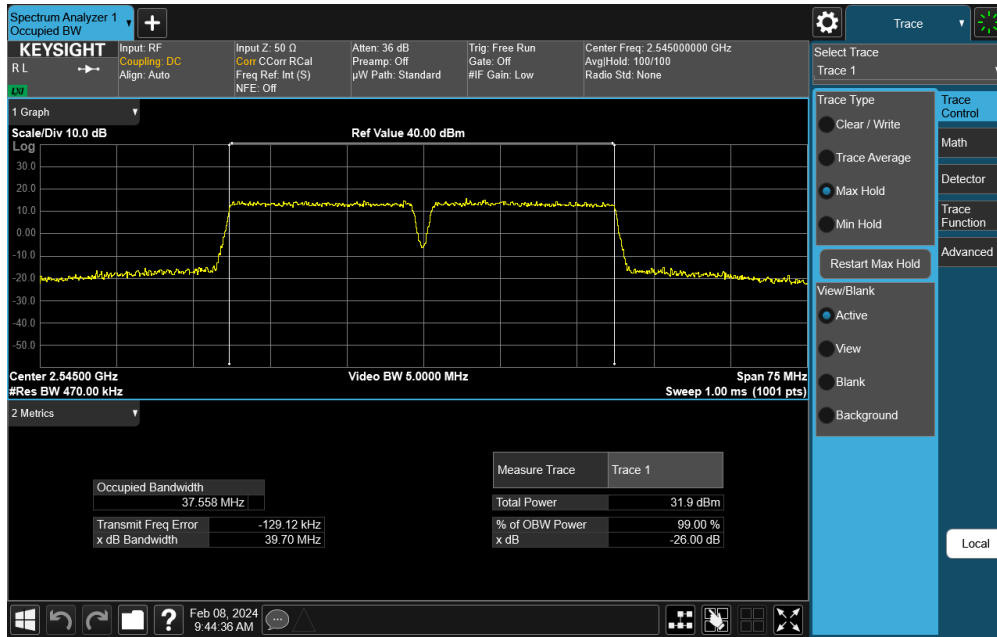 Spectrum Analyzer 1
Occupied BW
Trace
KEYSIGHT
RL
LXI
Input: RF
Coupling: DC
Align: Auto
Input Z: 50 Ω
Corr CCorr RCal
Freq Ref: Int (S)
NFE: Off
Atten: 36 dB
Preamp: Off
µW Path: Standard
Trig: Free Run
Gate: Off
#IF Gain: Low
Center Freq: 2.545000000 GHz
Avg|Hold: 100/100
Radio Std: None
Select Trace
Trace 1
1 Graph
Scale/Div 10.0 dB
Ref Value 40.00 dBm
Log
30.0
20.0
10.0
0.00
-10.0
-20.0
-30.0
-40.0
-50.0
Center 2.54500 GHz
Video BW 5.0000 MHz
Span 75 MHz
#Res BW 470.00 kHz
Sweep 1.00 ms (1001 pts)
2 Metrics
Occupied Bandwidth
37.558 MHz
Transmit Freq Error -129.12 kHz
x dB Bandwidth 39.70 MHz
Measure Trace Trace 1
Total Power 31.9 dBm
% of OBW Power 99.00 %
x dB -26.00 dB
Trace Type
Clear / Write
Trace Average
Max Hold
Min Hold
Restart Max Hold
View/Blank
Active
View
Blank
Background
Trace
Control
Math
Detector
Trace
Function
Advanced
Local
?
Feb 08, 2024
9:44:36 AM